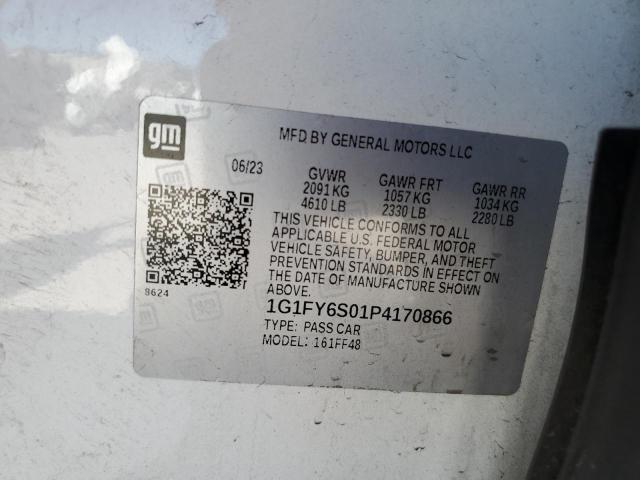 gm
MFD BY GENERAL MOTORS LLC
06/23
GVWR GAWR FRT GAWR RR
2091 KG 1057 KG 1034 KG
4610 LB 2330 LB 2280 LB
THIS VEHICLE CONFORMS TO ALL
APPLICABLE U.S. FEDERAL MOTOR
VEHICLE SAFETY, BUMPER, AND THEFT
PREVENTION STANDARDS IN EFFECT ON
THE DATE OF MANUFACTURE SHOWN
ABOVE.
9624
1G1FY6S01P4170866
TYPE: PASS CAR
MODEL: 161FF48